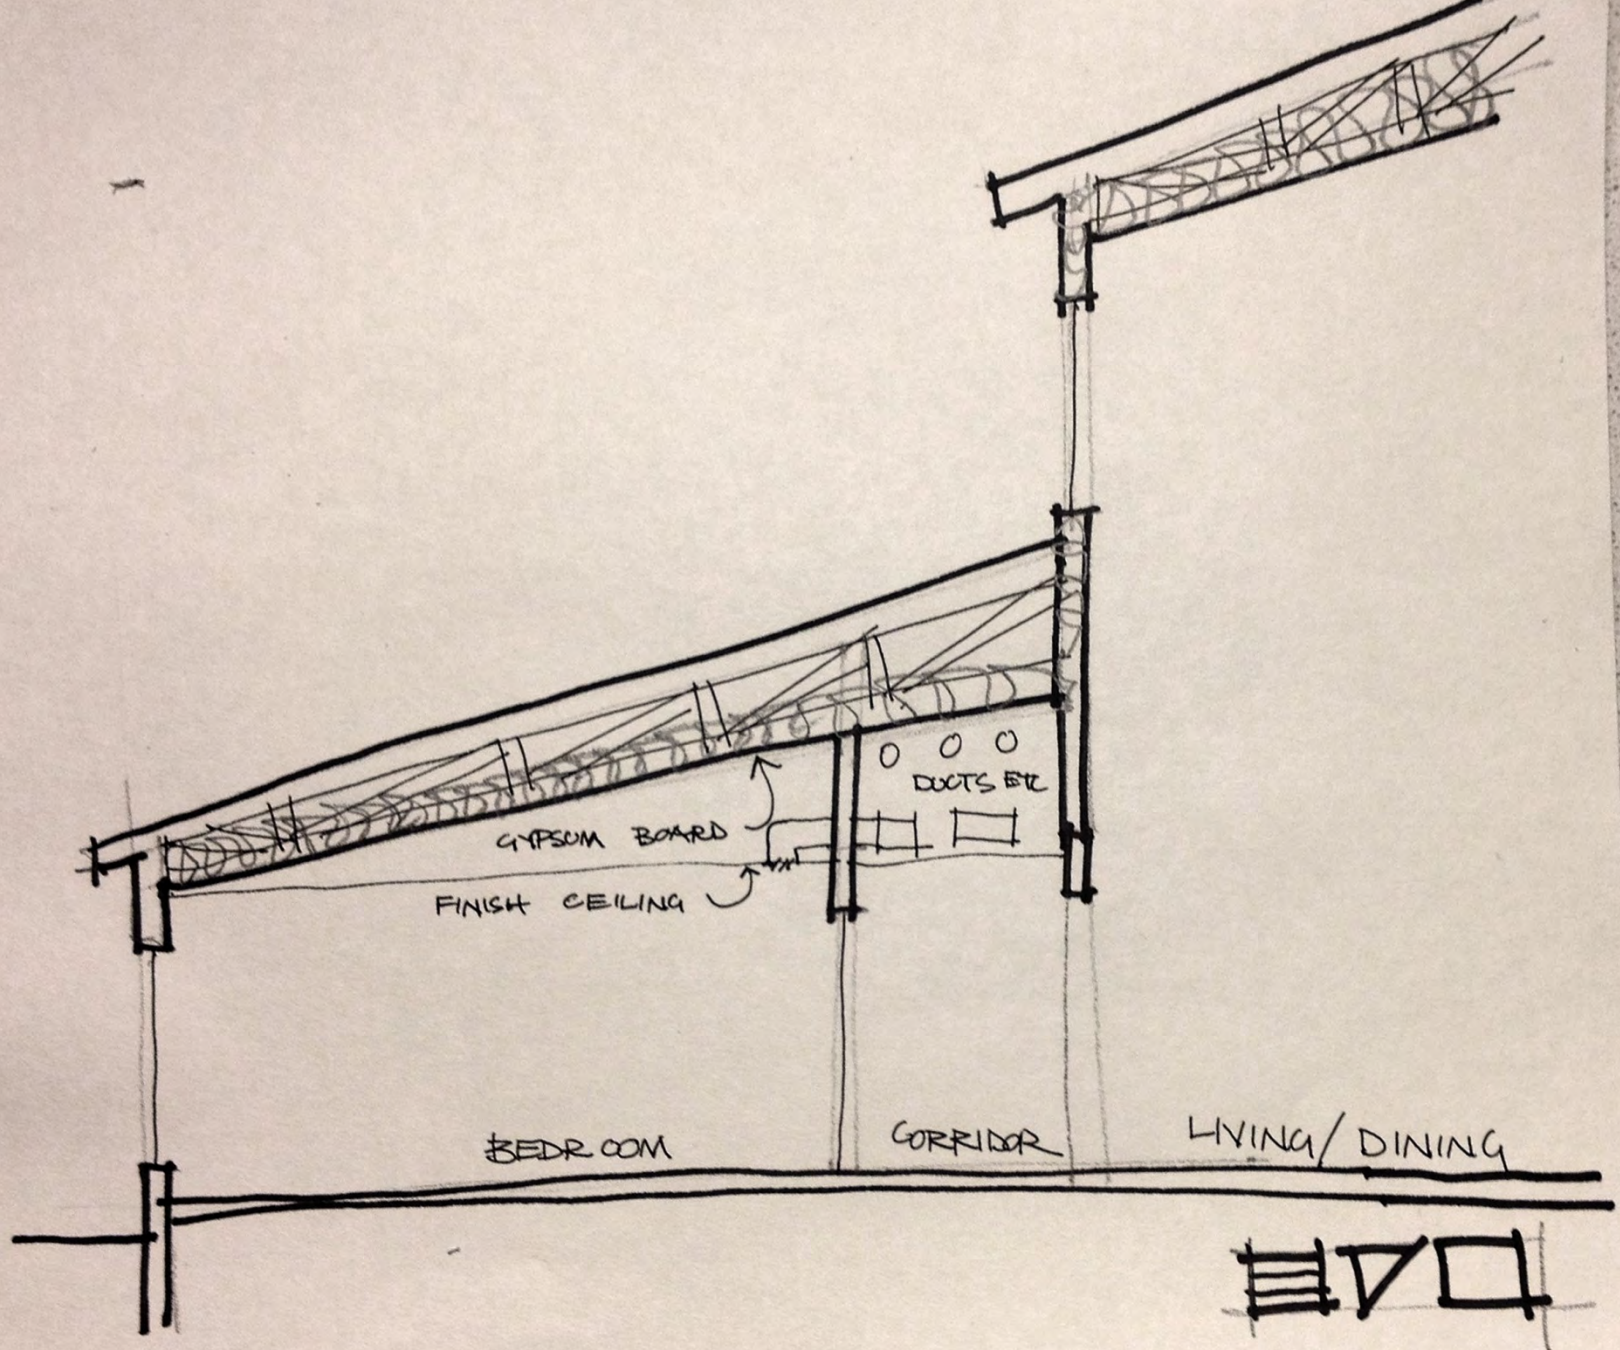 DUCTS ETC
GYPSUM BOARD
FINISH CEILING
BEDROOM
CORRIDOR
LIVING/DINING